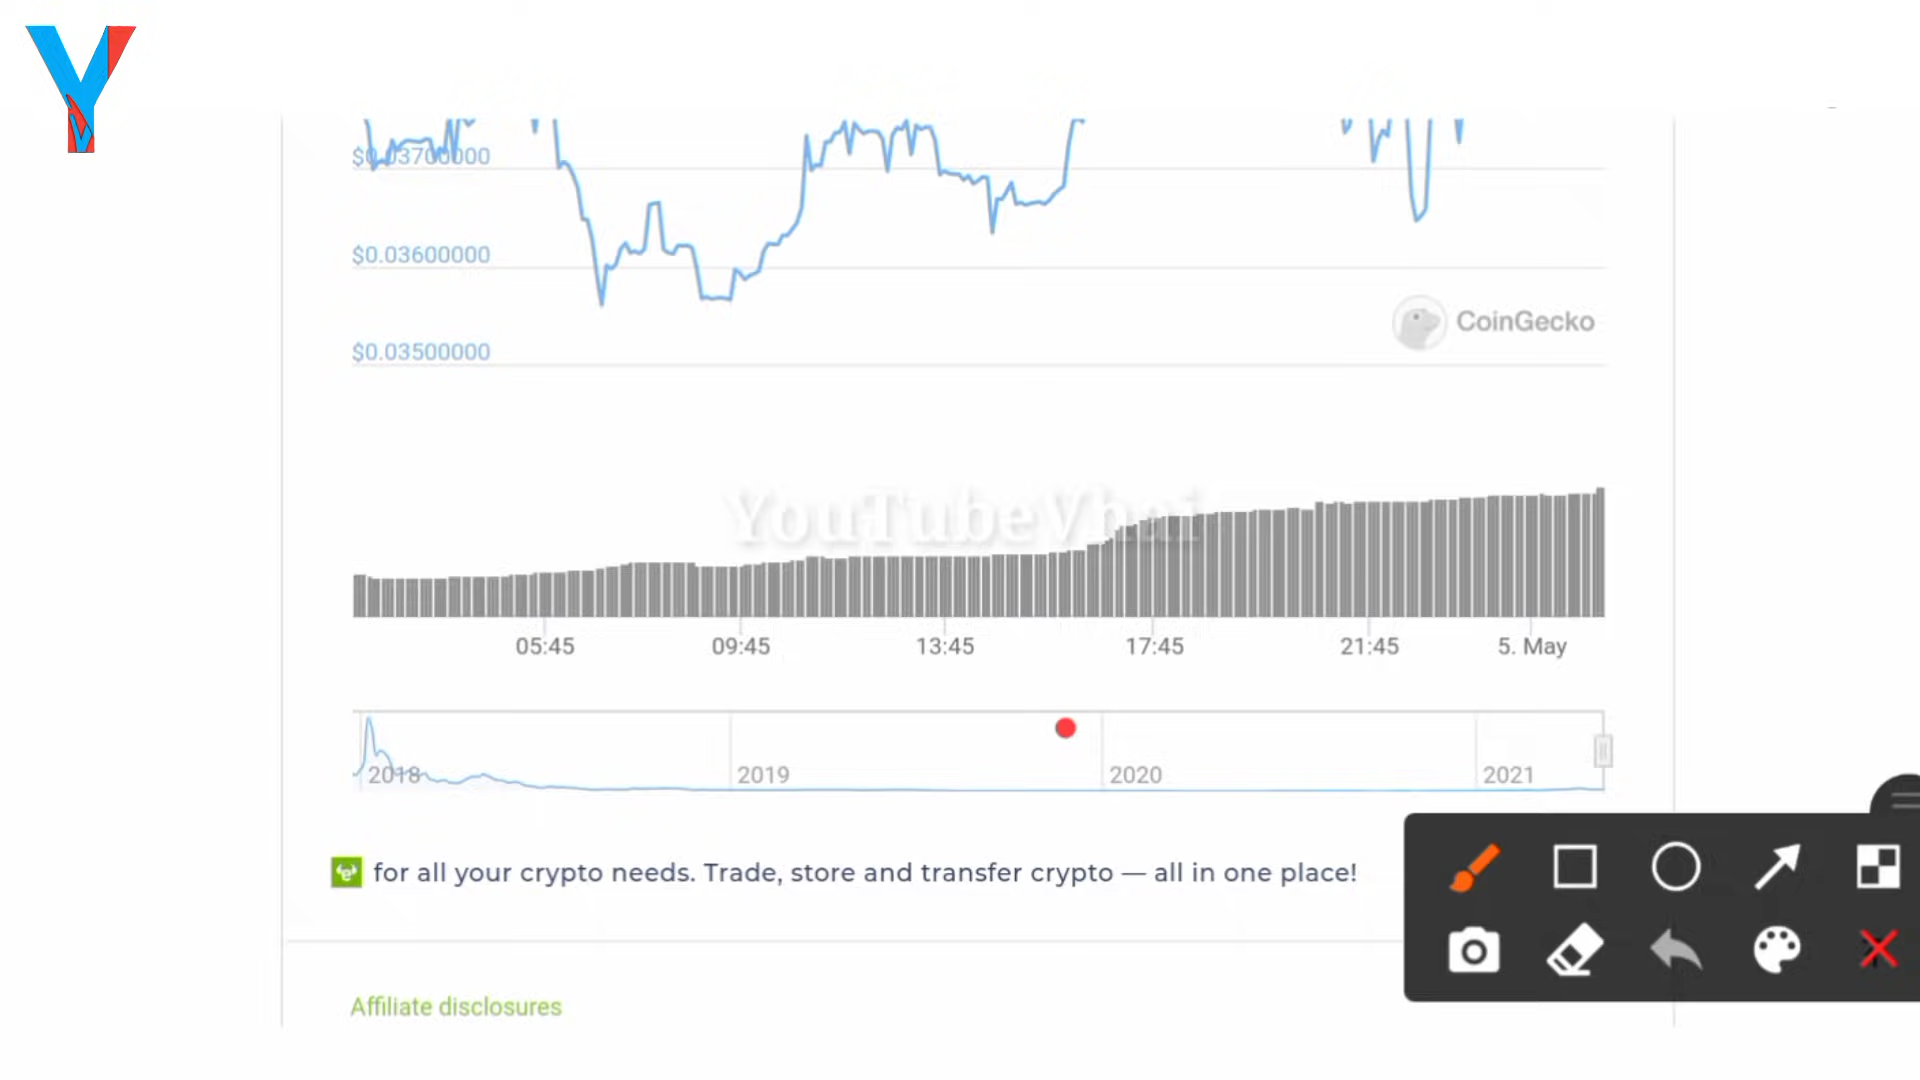 Y
$0.03700000
$0.03600000
CoinGecko
$0.03500000
YouTubeVhai
05:45 09:45 13:45 17:45 21:45 5. May
2018 2019 2020 2021
for all your crypto needs. Trade, store and transfer crypto — all in one place!
Affiliate disclosures